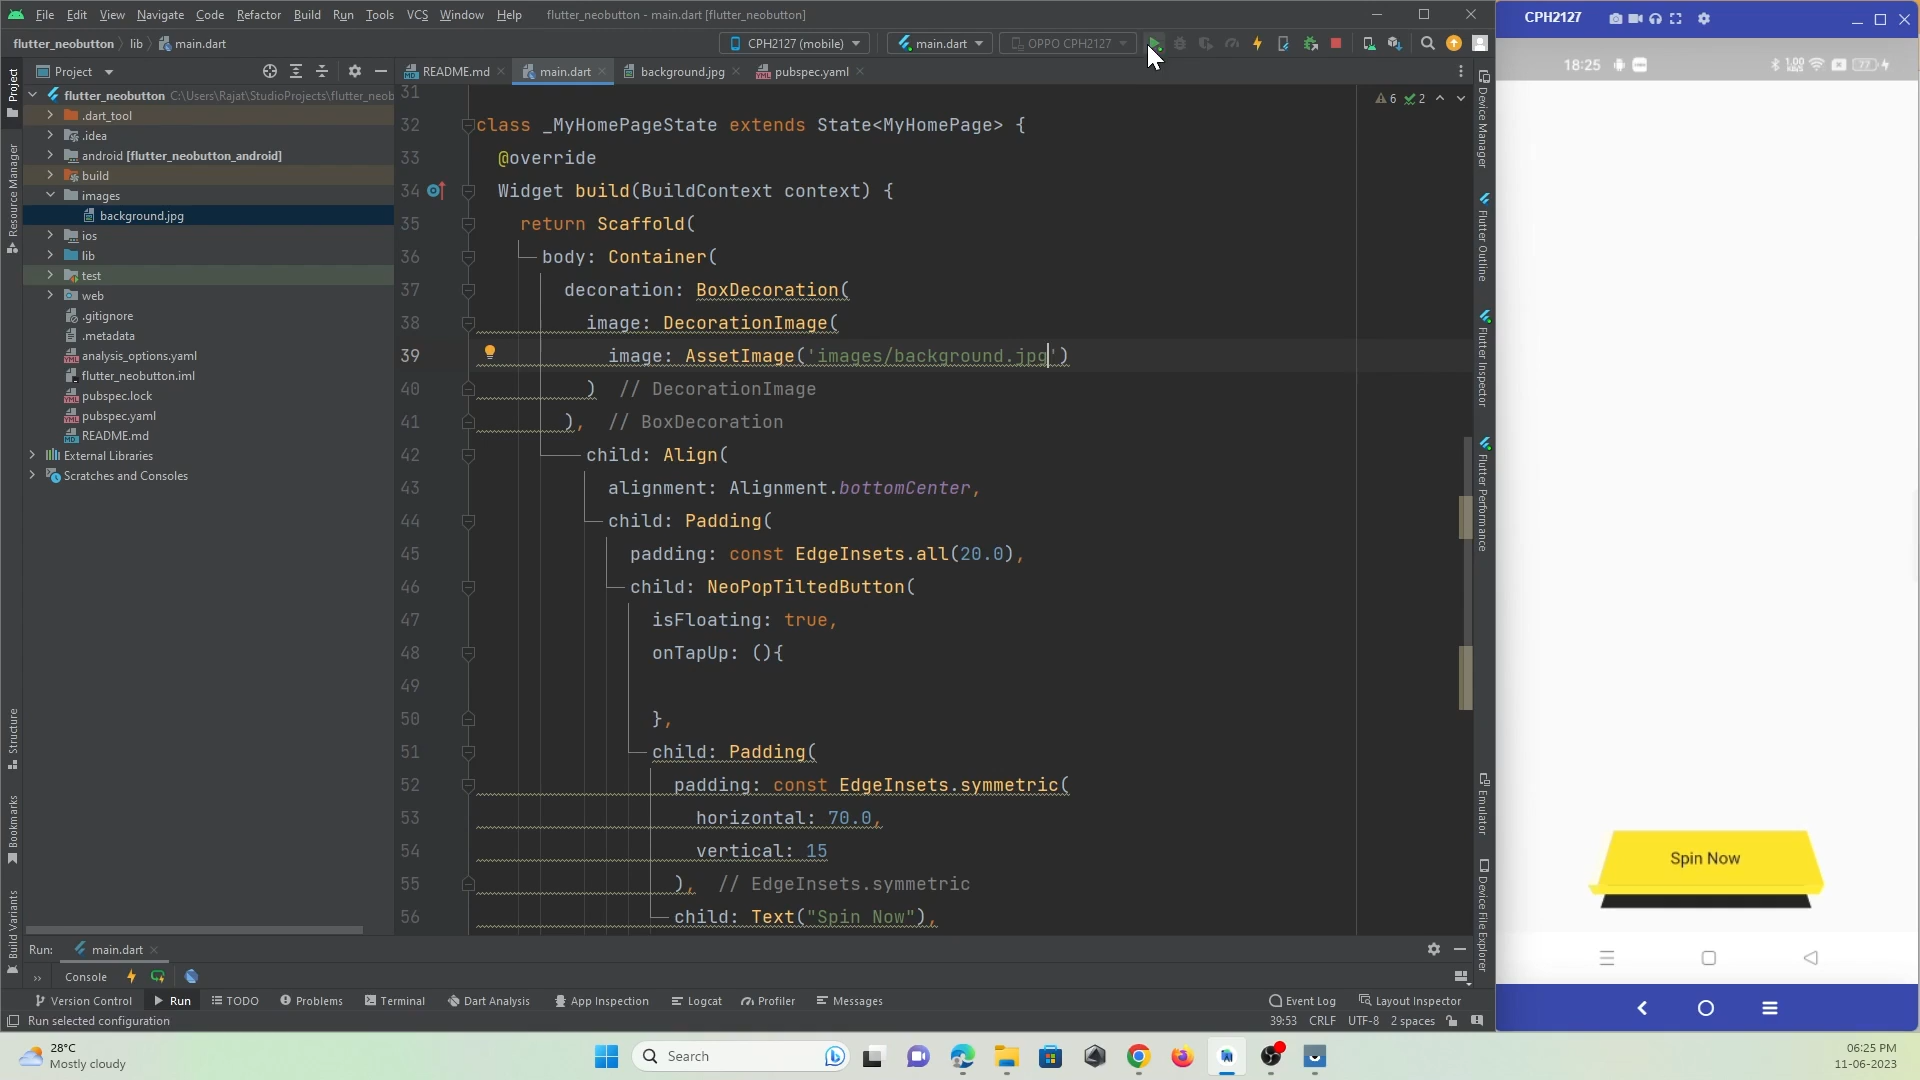 File Edit View Navigate Code Refactor Build Run Tools VCS Window Help flutter_neobutton - main.dart [flutter_neobutton]
flutter_neobutton lib main.dart CPH2127 (mobile) main.dart OPPO CPH2127
Project README.md main.dart background.jpg pubspec.yaml
flutter_neobutton C:\Users\Rajat\StudioProjects\flutter_neob
.dart_tool
.idea
android [flutter_neobutton_android]
build
images
background.jpg
ios
lib
test
web
.gitignore
.metadata
analysis_options.yaml
flutter_neobutton.iml
pubspec.lock
pubspec.yaml
README.md
External Libraries
Scratches and Consoles
Project
Resource Manager
Structure
Bookmarks
Build Variants
6 2
31
32 class _MyHomePageState extends State<MyHomePage> {
33 @override
34 Widget build(BuildContext context) {
35 return Scaffold(
36 body: Container(
37 decoration: BoxDecoration(
38 image: DecorationImage(
39 image: AssetImage('images/background.jpg')
40 ) // DecorationImage
41 ), // BoxDecoration
42 child: Align(
43 alignment: Alignment.bottomCenter,
44 child: Padding(
45 padding: const EdgeInsets.all(20.0),
46 child: NeoPopTiltedButton(
47 isFloating: true,
48 onTapUp: (){
49
50 },
51 child: Padding(
52 padding: const EdgeInsets.symmetric(
53 horizontal: 70.0,
54 vertical: 15
55 ), // EdgeInsets.symmetric
56 child: Text("Spin Now"),
Device Manager
Flutter Outline
Flutter Inspector
Flutter Performance
Emulator
Device File Explorer
CPH2127
18:25 1.00 77
Spin Now
Run: main.dart
Console
Version Control Run TODO Problems Terminal Dart Analysis App Inspection Logcat Profiler Messages Event Log Layout Inspector
Run selected configuration 39:53 CRLF UTF-8 2 spaces
28°C
Mostly cloudy
Search
06:25 PM
11-06-2023